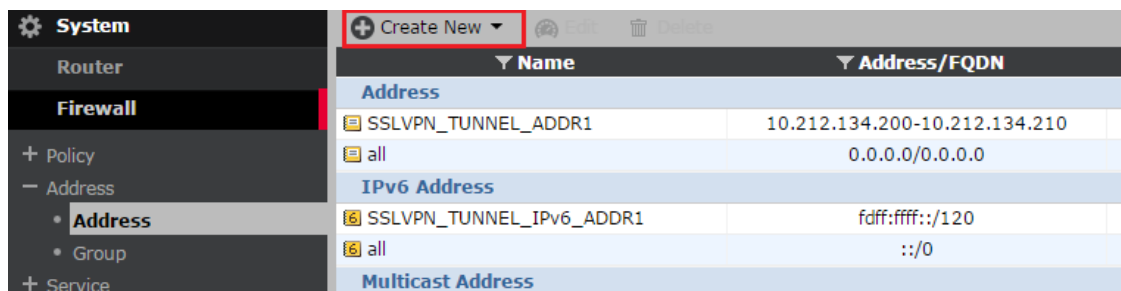 System
Router
Firewall
+ Policy
− Address
• Address
• Group
+ Service
Create New Edit Delete
Name Address/FQDN
Address
SSLVPN_TUNNEL_ADDR1 10.212.134.200-10.212.134.210
all 0.0.0.0/0.0.0.0
IPv6 Address
SSLVPN_TUNNEL_IPv6_ADDR1 fdff:ffff::/120
all ::/0
Multicast Address